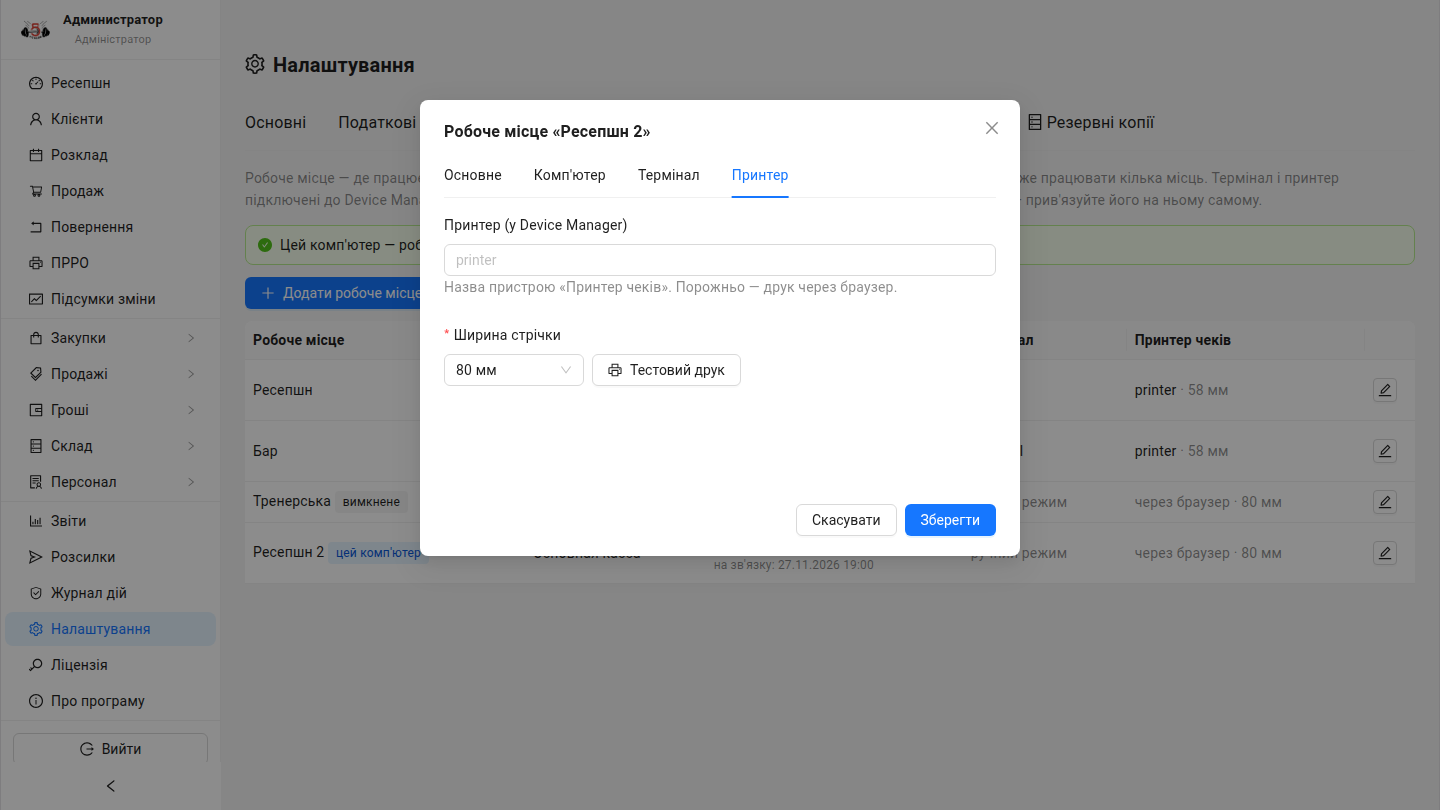 Администратор
Адміністратор
Ресепшн
Клієнти
Розклад
Продаж
Повернення
ПРРО
Підсумки зміни
Закупки
Продажі
Гроші
Склад
Персонал
Звіти
Розсилки
Журнал дій
Налаштування
Ліцензія
Про програму
Вийти
Налаштування
Основні Податкові Резервні копії
Робоче місце — де працює
же працювати кілька місць. Термінал і принтер
підключені до Device Man
прив'язуйте його на ньому самому.
Цей комп'ютер —
Додати робоче місце
Робоче місце Принтер чеків
Ресепшн printer · 58 мм
Бар printer · 58 мм
Тренерська вимкнене режим через браузер · 80 мм
Ресепшн 2 цей комп'ютер режим через браузер · 80 мм
на зв'язку: 27.11.2026 19:00
Робоче місце «Ресепшн 2»
Основне Комп'ютер Термінал Принтер
Принтер (у Device Manager)
printer
Назва пристрою «Принтер чеків». Порожньо — друк через браузер.
* Ширина стрічки
80 мм Тестовий друк
Скасувати Зберегти